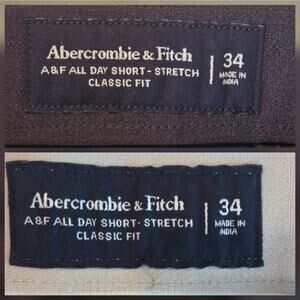 Abercrombie & Fitch
A&F ALL DAY SHORT - STRETCH
CLASSIC FIT
34
MADE IN
INDIA
Abercrombie & Fitch
A&F ALL DAY SHORT - STRETCH
CLASSIC FIT
34
MADE IN
INDIA